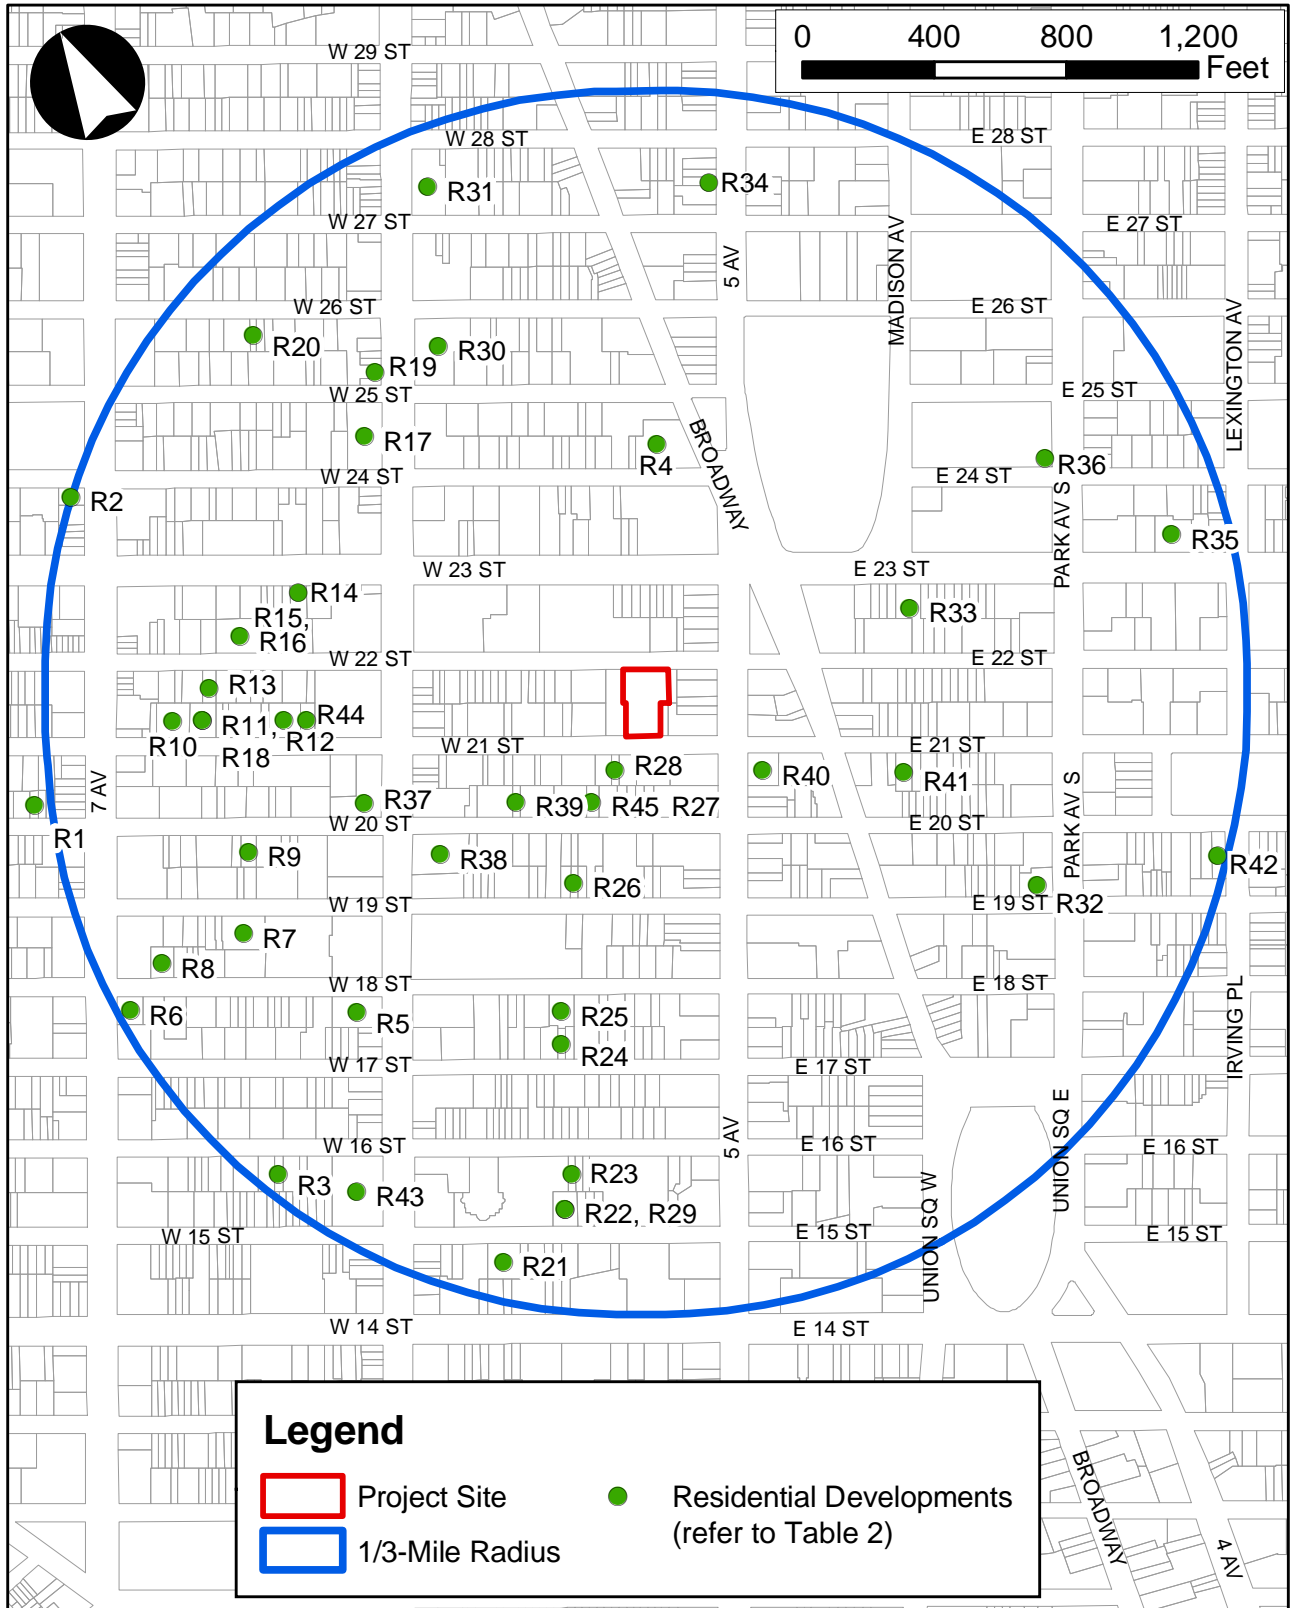 W 29 ST
0 400 800 1,200
Feet
W 28 ST
E 28 ST
R31
R34
W 27 ST
E 27 ST
5 AV
MADISON AV
W 26 ST
E 26 ST
LEXINGTON AV
R20
R30
R19
W 25 ST
E 25 ST
R17
BROADWAY
R4
R36
W 24 ST
E 24 ST
PARK AV S
R2
R35
W 23 ST
E 23 ST
R14
R15,
R16
R33
W 22 ST
E 22 ST
R13
R11,
R44
R10
R12
R18
W 21 ST
E 21 ST
R28
R40
R41
7 AV
PARK AV S
R37
R39
R45
R27
W 20 ST
E 20 ST
R1
R9
R38
R42
R26
W 19 ST
E 19 ST
R32
R7
R8
W 18 ST
E 18 ST
R6
R5
R25
IRVING PL
R24
W 17 ST
E 17 ST
5 AV
UNION SQ E
W 16 ST
E 16 ST
E 16 ST
R3
R43
R23
UNION SQ W
R22, R29
W 15 ST
E 15 ST
E 15 ST
R21
W 14 ST
E 14 ST
Legend
Project Site
1/3-Mile Radius
Residential Developments
(refer to Table 2)
BROADWAY
4 AV